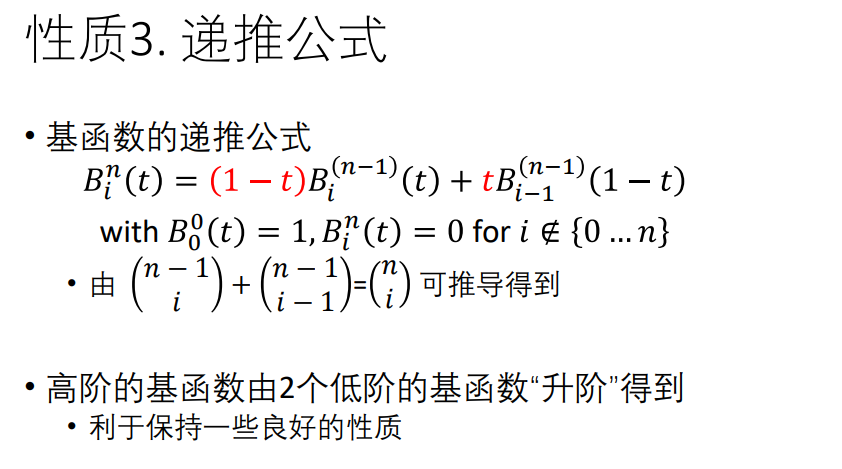 性质3. 递推公式
• 基函数的递推公式
B_i^n(t) = (1 − t)B_i^{(n−1)}(t) + tB_{i−1}^{(n−1)}(1 − t)
with B_0^0(t) = 1, B_i^n(t) = 0 for i ∉ {0 … n}
• 由 \binom{n − 1}{i} + \binom{n − 1}{i − 1}=\binom{n}{i} 可推导得到
• 高阶的基函数由2个低阶的基函数“升阶”得到
• 利于保持一些良好的性质